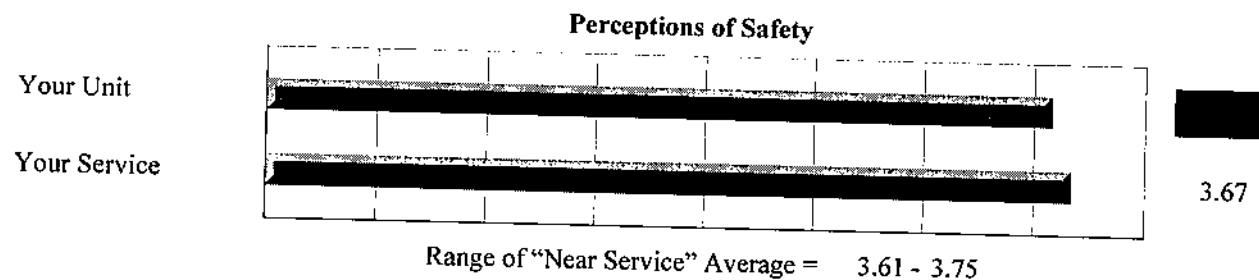 Perceptions of Safety
Your Unit
Your Service
3.67
Range of “Near Service” Average = 3.61 - 3.75